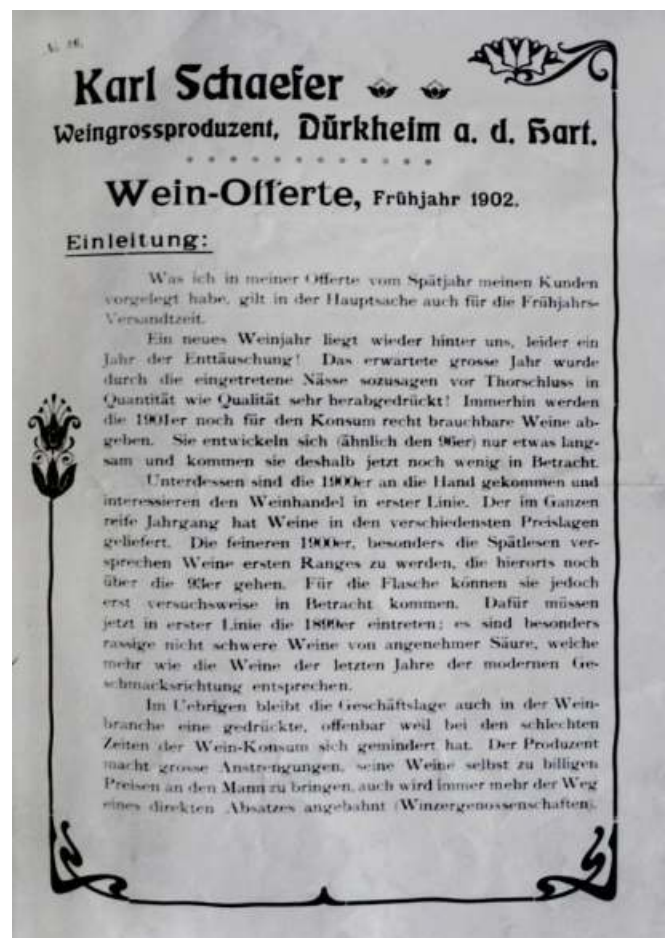 Karl Schaefer
Weingrossproduzent, Dürkheim a. d. Hart.
Wein-Offerte, Frühjahr 1902.
Einleitung:
Was ich in meiner Offerte vom Spätjahr meinen Kunden
vorgelegt habe, gilt in der Hauptsache auch für die Frühjahrs-
Versandtzeit.
Ein neues Weinjahr liegt wieder hinter uns, leider ein
Jahr der Enttäuschung! Das erwartete grosse Jahr wurde
durch die eingetretene Nässe sozusagen vor Thorschluss in
Quantität wie Qualität sehr herabgedrückt! Immerhin werden
die 1901er noch für den Konsum recht brauchbare Weine ab-
geben. Sie entwickeln sich (ähnlich den 96er) nur etwas lang-
sam und kommen sie deshalb jetzt noch wenig in Betracht.
Unterdessen sind die 1900er an die Hand gekommen und
interessieren den Weinhandel in erster Linie. Der im Ganzen
reife Jahrgang hat Weine in den verschiedensten Preislagen
geliefert. Die feineren 1900er, besonders die Spätlesen ver-
sprechen Weine ersten Ranges zu werden, die hierorts noch
über die 93er gehen. Für die Flasche können sie jedoch
erst versuchsweise in Betracht kommen. Dafür müssen
jetzt in erster Linie die 1899er eintreten; es sind besonders
rassige nicht schwere Weine von angenehmer Säure, welche
mehr wie die Weine der letzten Jahre der modernen Ge-
schmacksrichtung entsprechen.
Im Uebrigen bleibt die Geschäftslage auch in der Wein-
branche eine gedrückte, offenbar weil bei den schlechten
Zeiten der Wein-Konsum sich gemindert hat. Der Produzent
macht grosse Anstrengungen, seine Weine selbst zu billigen
Preisen an den Mann zu bringen, auch wird immer mehr der Weg
eines direkten Absatzes angebahnt (Winzergenossenschaften).